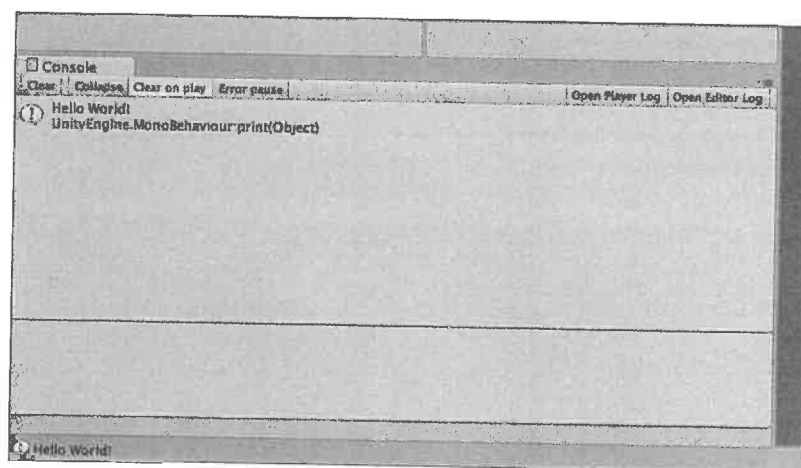 Console
Clear Collapse Clear on play Error pause Open Player Log Open Editor Log
Hello World!
UnityEngine.MonoBehaviour:print(Object)
Hello World!